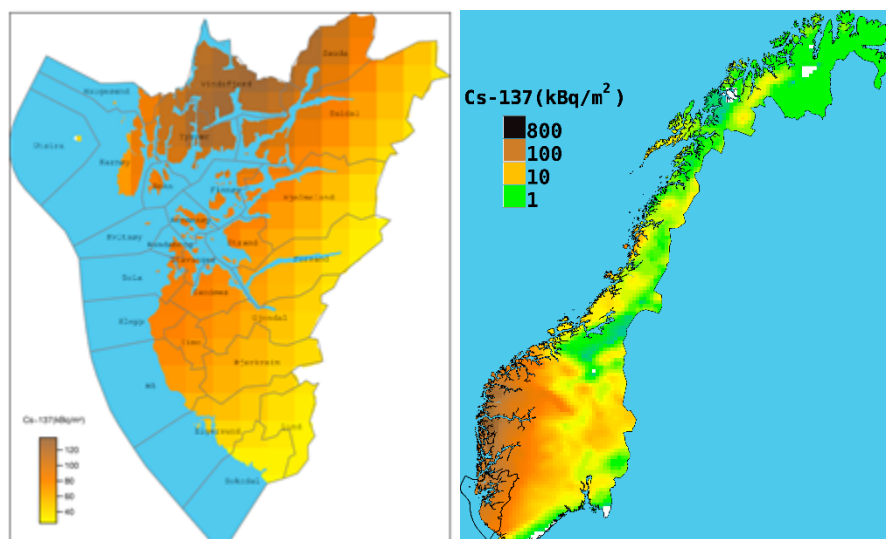 Sauda
Vindafjord
Haugesund
Suldal
Tysvær
Utsira
Karmøy
Bokn
Finnøy
Hjelmeland
Rennesøy
Kvitsøy
Randaberg
Strand
Stavanger
Forsand
Sola
Sandnes
Klepp
Gjesdal
Time
Bjerkreim
Hå
Cs-137(kBq/m²)
Eigersund
Lund
120
100
80
60
40
Sokndal
Cs-137(kBq/m²)
800
100
10
1